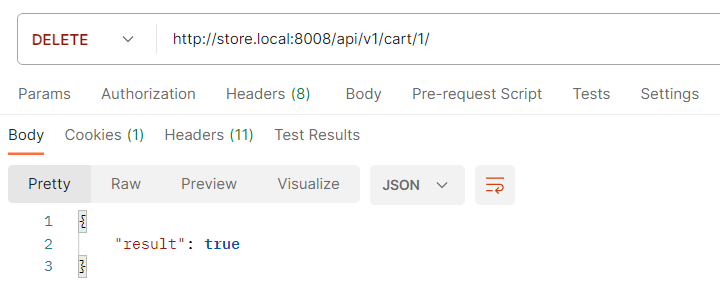 DELETE http://store.local:8008/api/v1/cart/1/
Params Authorization Headers (8) Body Pre-request Script Tests Settings
Body Cookies (1) Headers (11) Test Results
Pretty Raw Preview Visualize JSON
1 {
2 "result": true
3 }